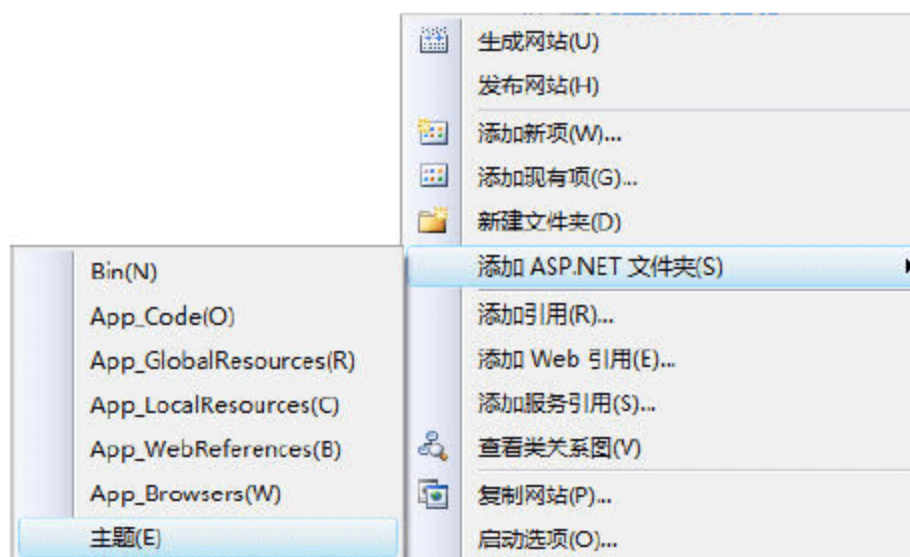 生成网站(U)
发布网站(H)
添加新项(W)...
添加现有项(G)...
新建文件夹(D)
添加 ASP.NET 文件夹(S)
添加引用(R)...
添加 Web 引用(E)...
添加服务引用(S)...
查看类关系图(V)
复制网站(P)...
启动选项(O)...
Bin(N)
App_Code(O)
App_GlobalResources(R)
App_LocalResources(C)
App_WebReferences(B)
App_Browsers(W)
主题(E)